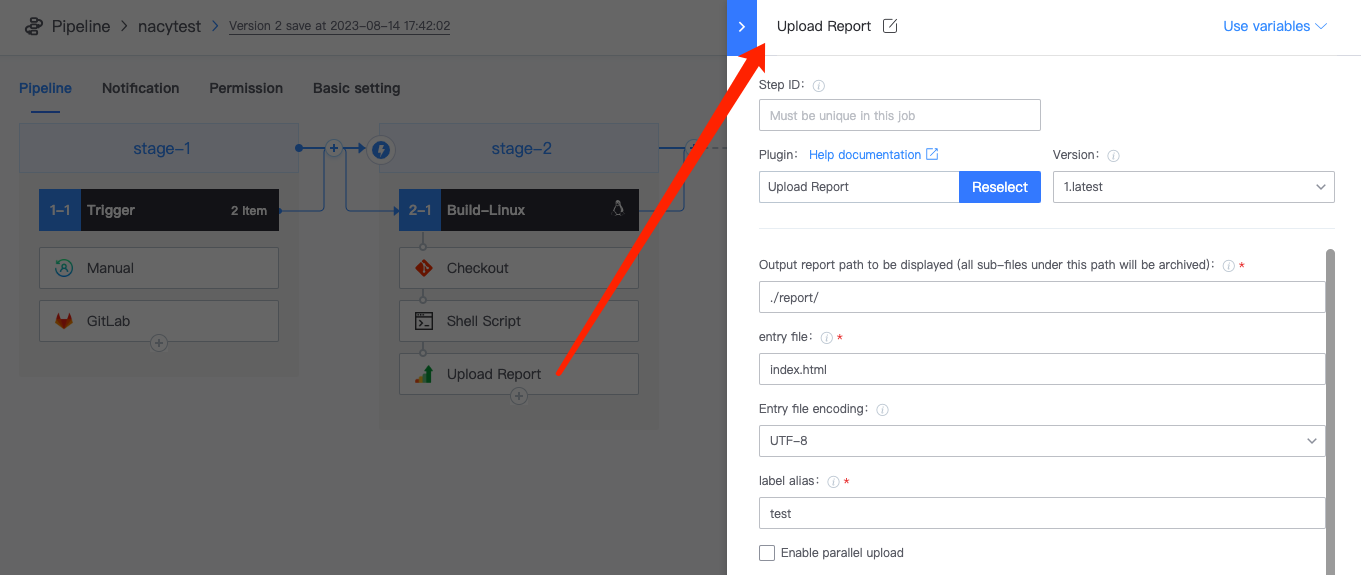 Pipeline > nacytest > Version 2 save at 2023-08-14 17:42:02
Pipeline Notification Permission Basic setting
stage-1
1-1 Trigger 2 Item
Manual
GitLab
stage-2
2-1 Build-Linux
Checkout
Shell Script
Upload Report
Upload Report
Use variables
Step ID:
Must be unique in this job
Plugin: Help documentation
Version:
Upload Report Reselect
1.latest
Output report path to be displayed (all sub-files under this path will be archived): *
./report/
entry file: *
index.html
Entry file encoding:
UTF-8
label alias: *
test
Enable parallel upload